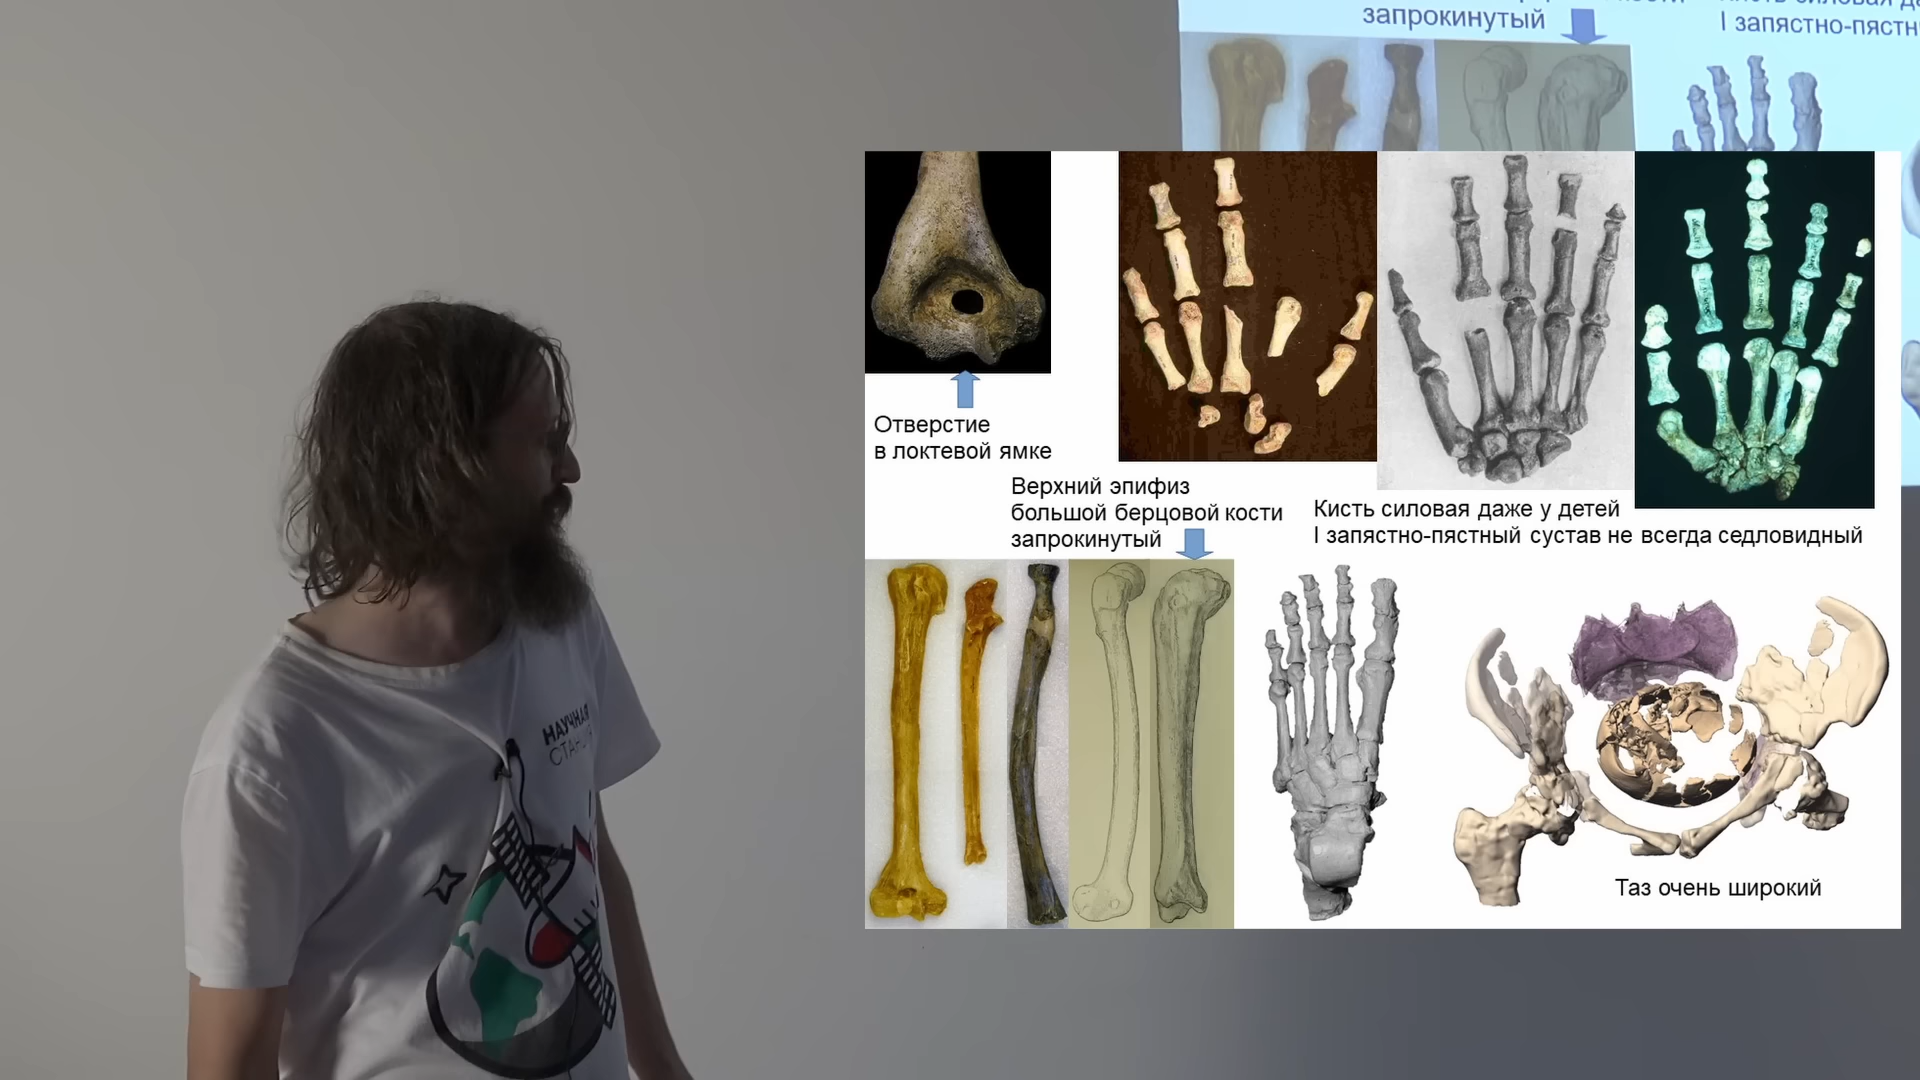 запрокинутый
I запястно-пястн
Отверстие
в локтевой ямке
Верхний эпифиз
большой берцовой кости
запрокинутый
Кисть силовая даже у детей
I запястно-пястный сустав не всегда седловидный
Таз очень широкий
НАУЧНАЯ